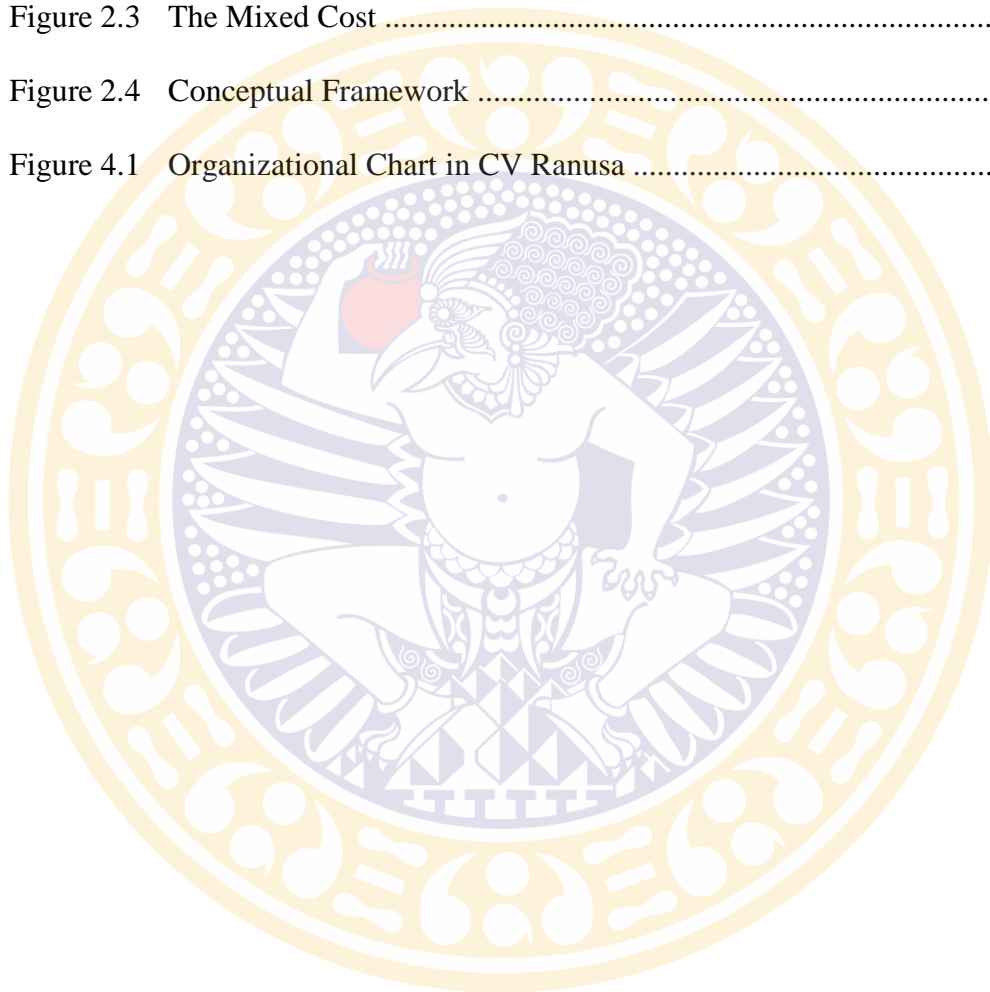 Figure 2.3 The Mixed Cost ...........................................................................
Figure 2.4 Conceptual Framework ...............................................................
Figure 4.1 Organizational Chart in CV Ranusa ............................................